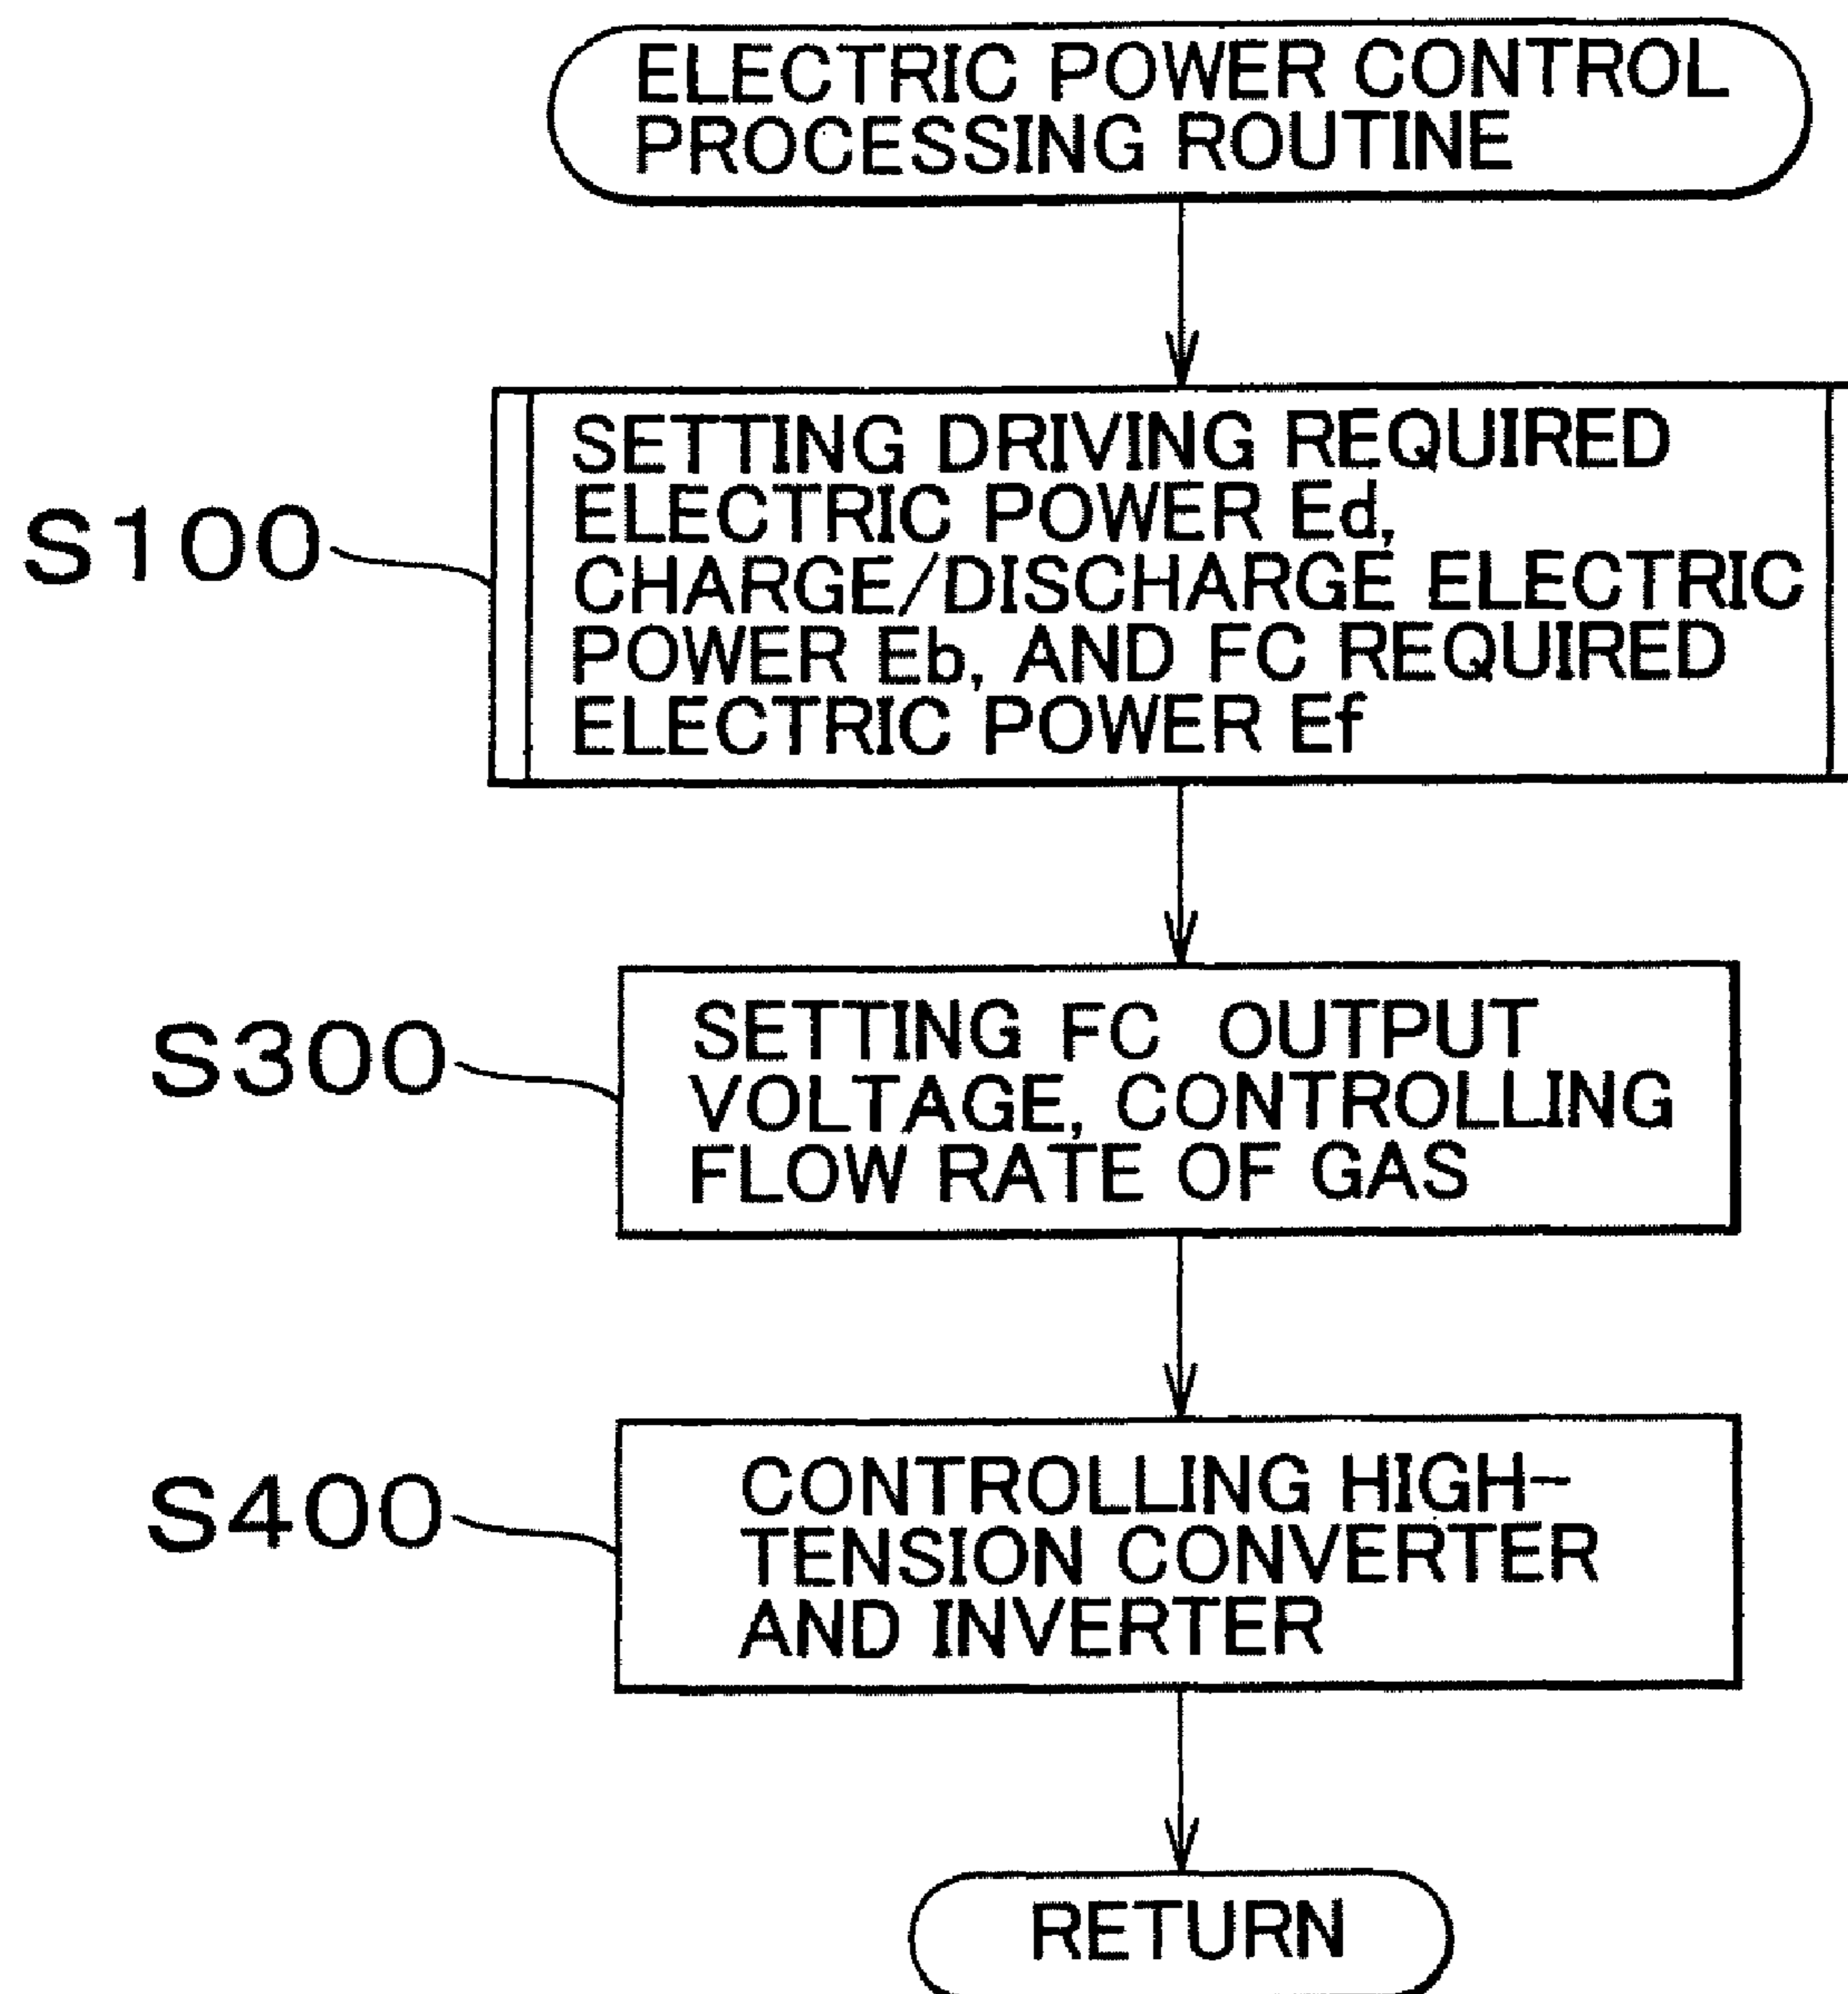 ELECTRIC POWER CONTROL
PROCESSING ROUTINE
S100
SETTING DRIVING REQUIRED
ELECTRIC POWER Ed,
CHARGE/DISCHARGE ELECTRIC
POWER Eb, AND FC REQUIRED
ELECTRIC POWER Ef
S300
SETTING FC OUTPUT
VOLTAGE, CONTROLLING
FLOW RATE OF GAS
S400
CONTROLLING HIGH-
TENSION CONVERTER
AND INVERTER
RETURN